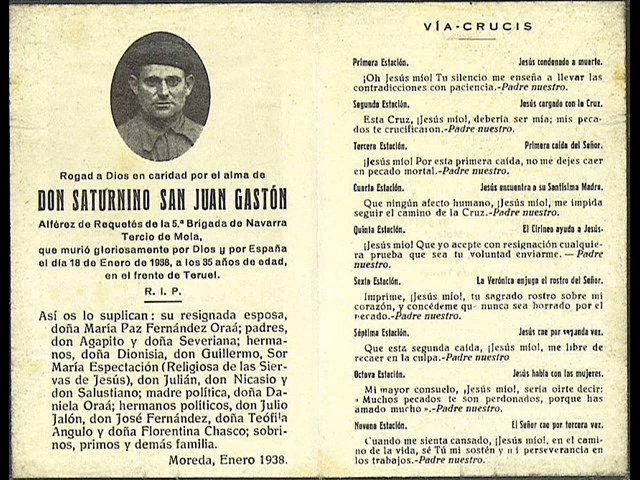 Rogad a Dios en caridad por el alma de
DON SATURNINO SAN JUAN GASTÓN
Alférez de Requetés de la 5.ª Brigada de Navarra
Tercio de Mola,
que murió gloriosamente por Dios y por España
el día 18 de Enero de 1938, a los 35 años de edad,
en el frente de Teruel.
R. I. P.
Así os lo suplican: su resignada esposa,
doña María Paz Fernández Oraá; padres,
don Agapito y doña Severiana; herma-
nos, doña Dionisia, don Guillermo, Sor
María Espectación (Religiosa de las Sier-
vas de Jesús), don Julián, don Nicasio y
don Salustiano; madre política, doña Da-
niela Oraá; hermanos políticos, don Julio
Jalón, don José Fernández, doña Teófila
Angulo y doña Florentina Chasco; sobri-
nos, primos y demás familia.
Moreda, Enero 1938.
VÍA-CRUCIS
Primera Estación. Jesús condenado a muerte.
¡Oh Jesús mío! Tu silencio me enseña a llevar las
contradicciones con paciencia.-Padre nuestro.
Segunda Estación. Jesús cargado con la Cruz.
Esta Cruz, ¡Jesús mío!, debería ser mía; mis peca-
dos te crucificaron.-Padre nuestro.
Tercera Estación. Primera caída del Señor.
¡Jesús mío! Por esta primera caída, no me dejes caer
en pecado mortal.-Padre nuestro.
Cuarta Estación. Jesús encuentra a su Santísima Madre.
Que ningún afecto humano, ¡Jesús mío!, me impida
seguir el camino de la Cruz.-Padre nuestro.
Quinta Estación. El Cirineo ayuda a Jesús.
¡Jesús mío! Que yo acepte con resignación cualquie-
ra prueba que sea tu voluntad enviarme.—Padre
nuestro.
Sexta Estación. La Verónica enjuga el rostro del Señor.
Imprime, ¡Jesús mío!, tu sagrado rostro sobre mi
corazón, y concédeme que nunca sea borrado por el
pecado.-Padre nuestro.
Séptima Estación. Jesús cae por segunda vez.
Que esta segunda caída, ¡Jesús mío!, me libre de
recaer en la culpa.-Padre nuestro
Octava Estación. Jesús habla con las mujeres.
Mi mayor consuelo, ¡Jesús mío!, sería oirte decir:
«Muchos pecados te son perdonados, porque has
amado mucho».-Padre nuestro.
Novena Estación. El Señor cae por tercera vez.
Cuando me sienta cansado, ¡Jesús mío!, en el cami-
no de la vida, sé Tú mi sostén y mi perseverancia en
los trabajos.-Padre nuestro.